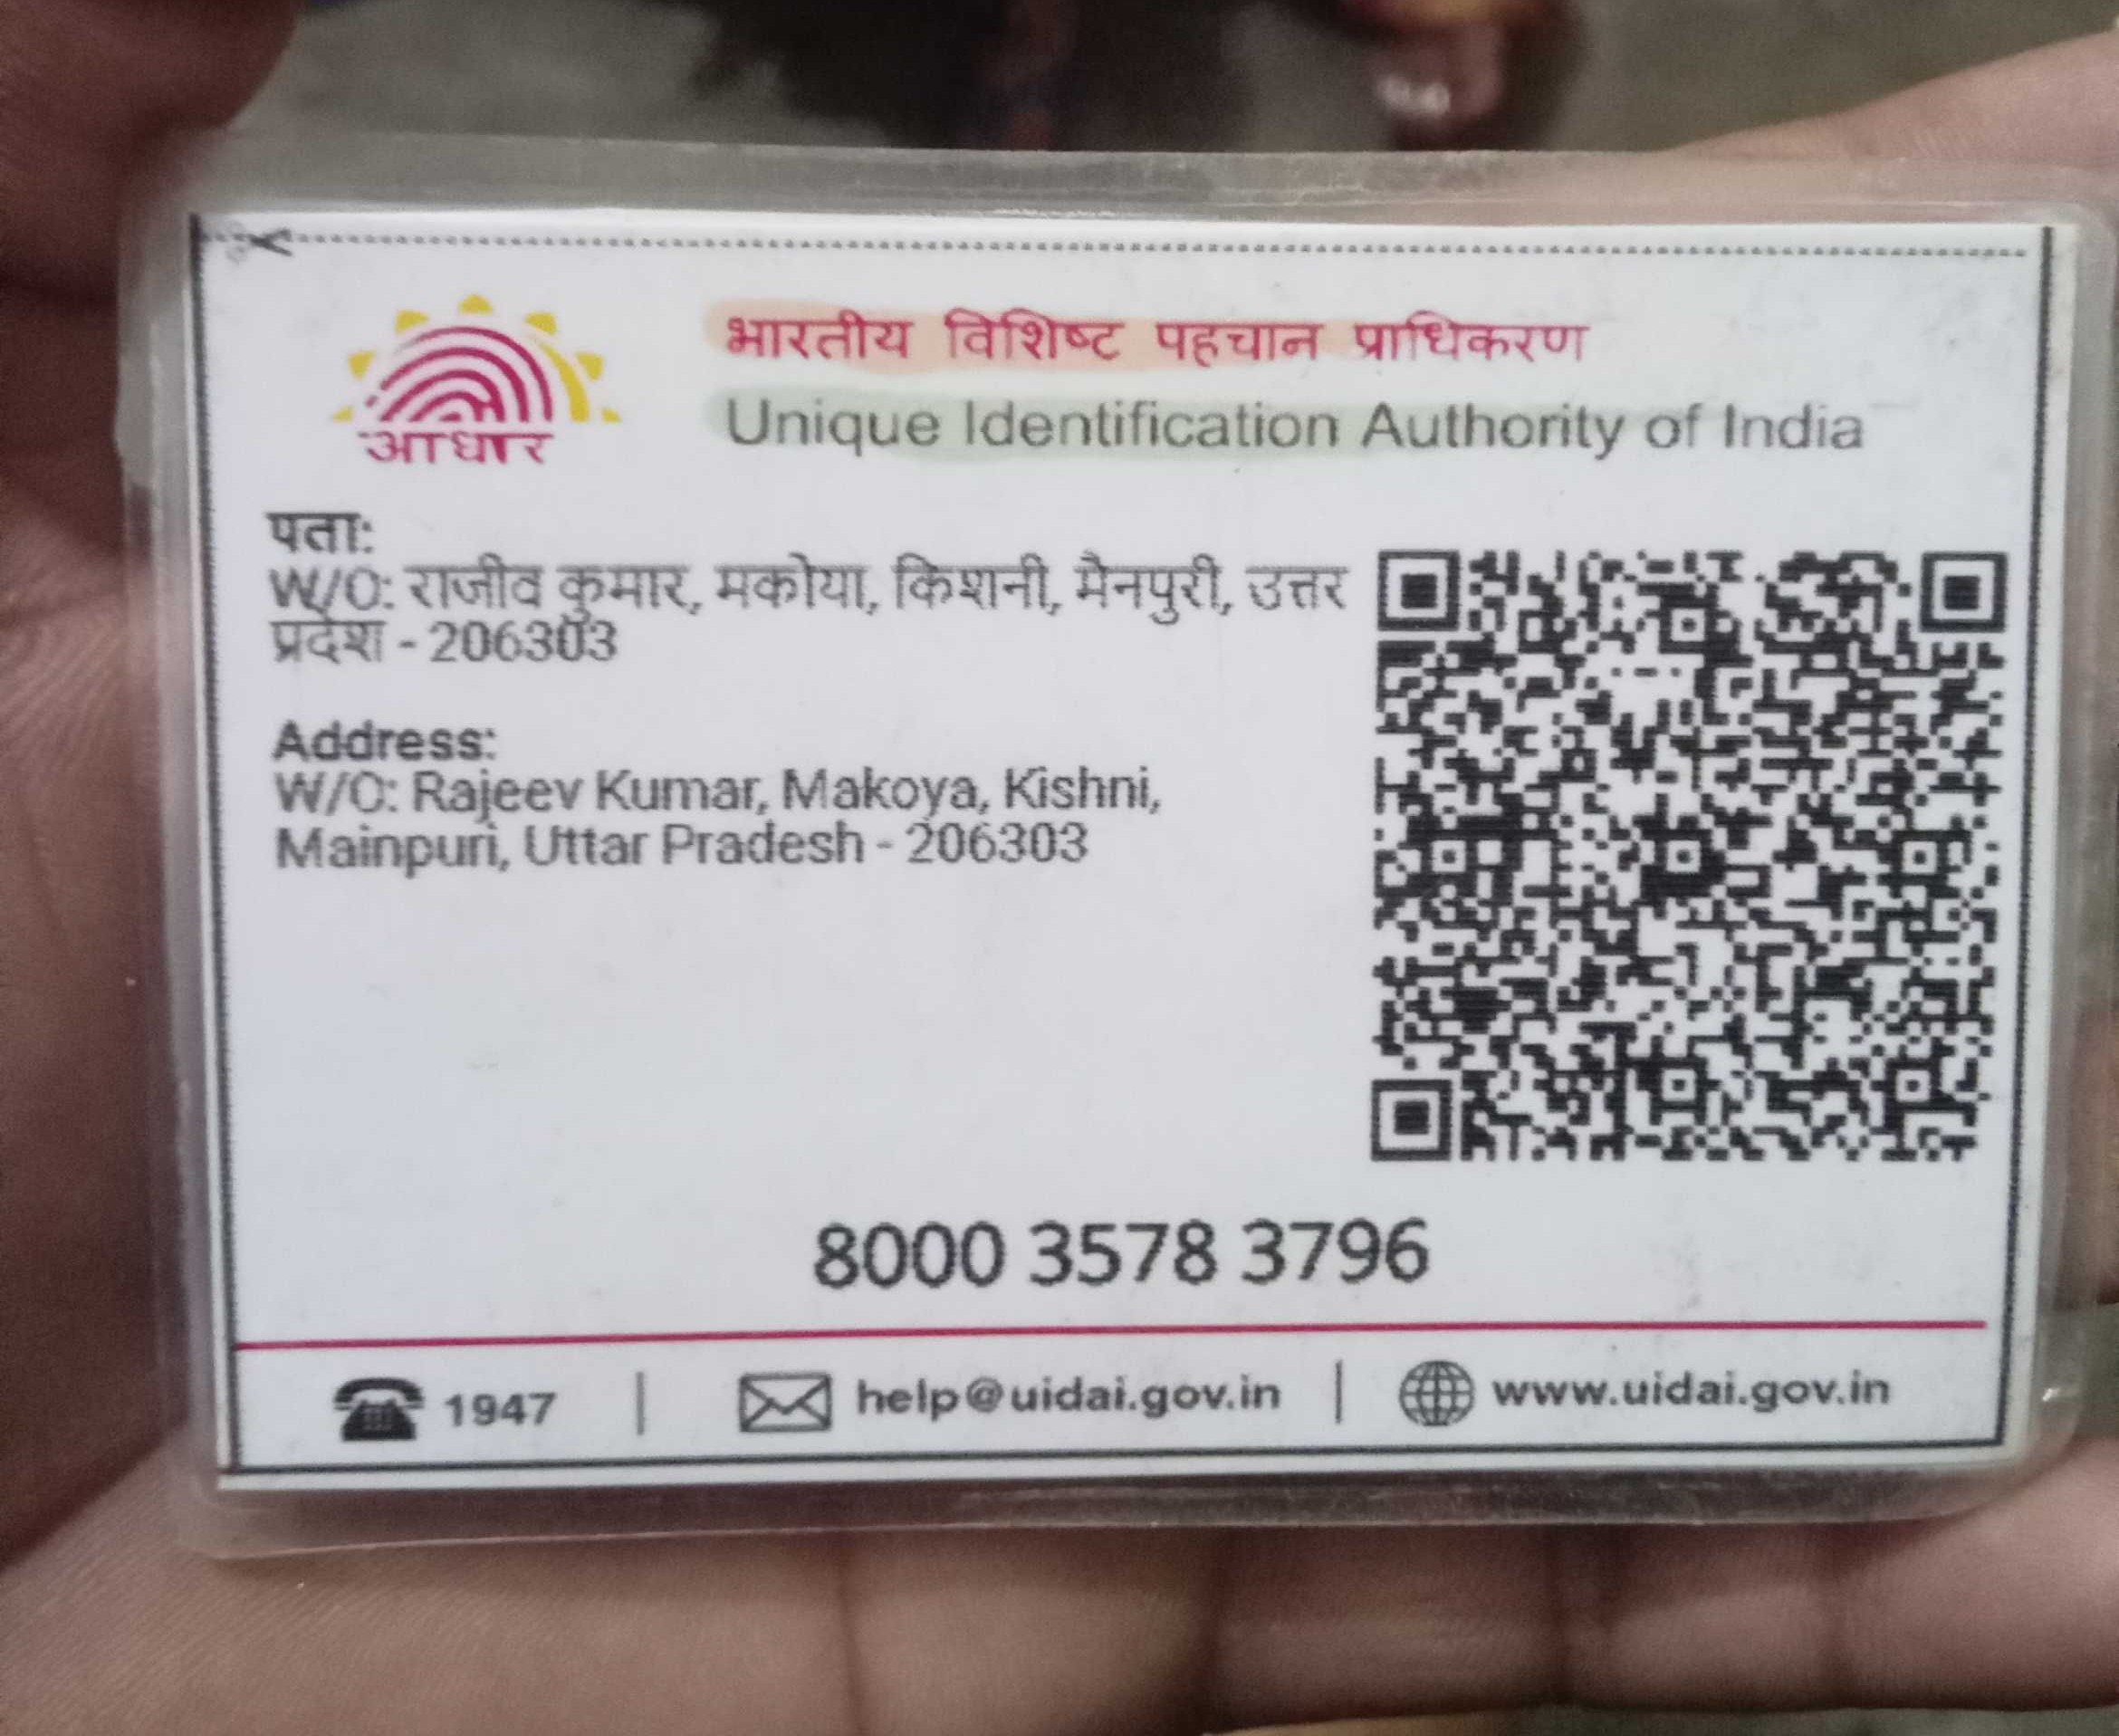 आधार
भारतीय विशिष्ट पहचान प्राधिकरण
Unique Identification Authority of India
पता:
W/O: राजीव कुमार, मकोया, किशनी, मैनपुरी, उत्तर
प्रदेश - 206303
Address:
W/O: Rajeev Kumar, Makoya, Kishni,
Mainpuri, Uttar Pradesh - 206303
8000 3578 3796
1947 | help@uidai.gov.in | www.uidai.gov.in